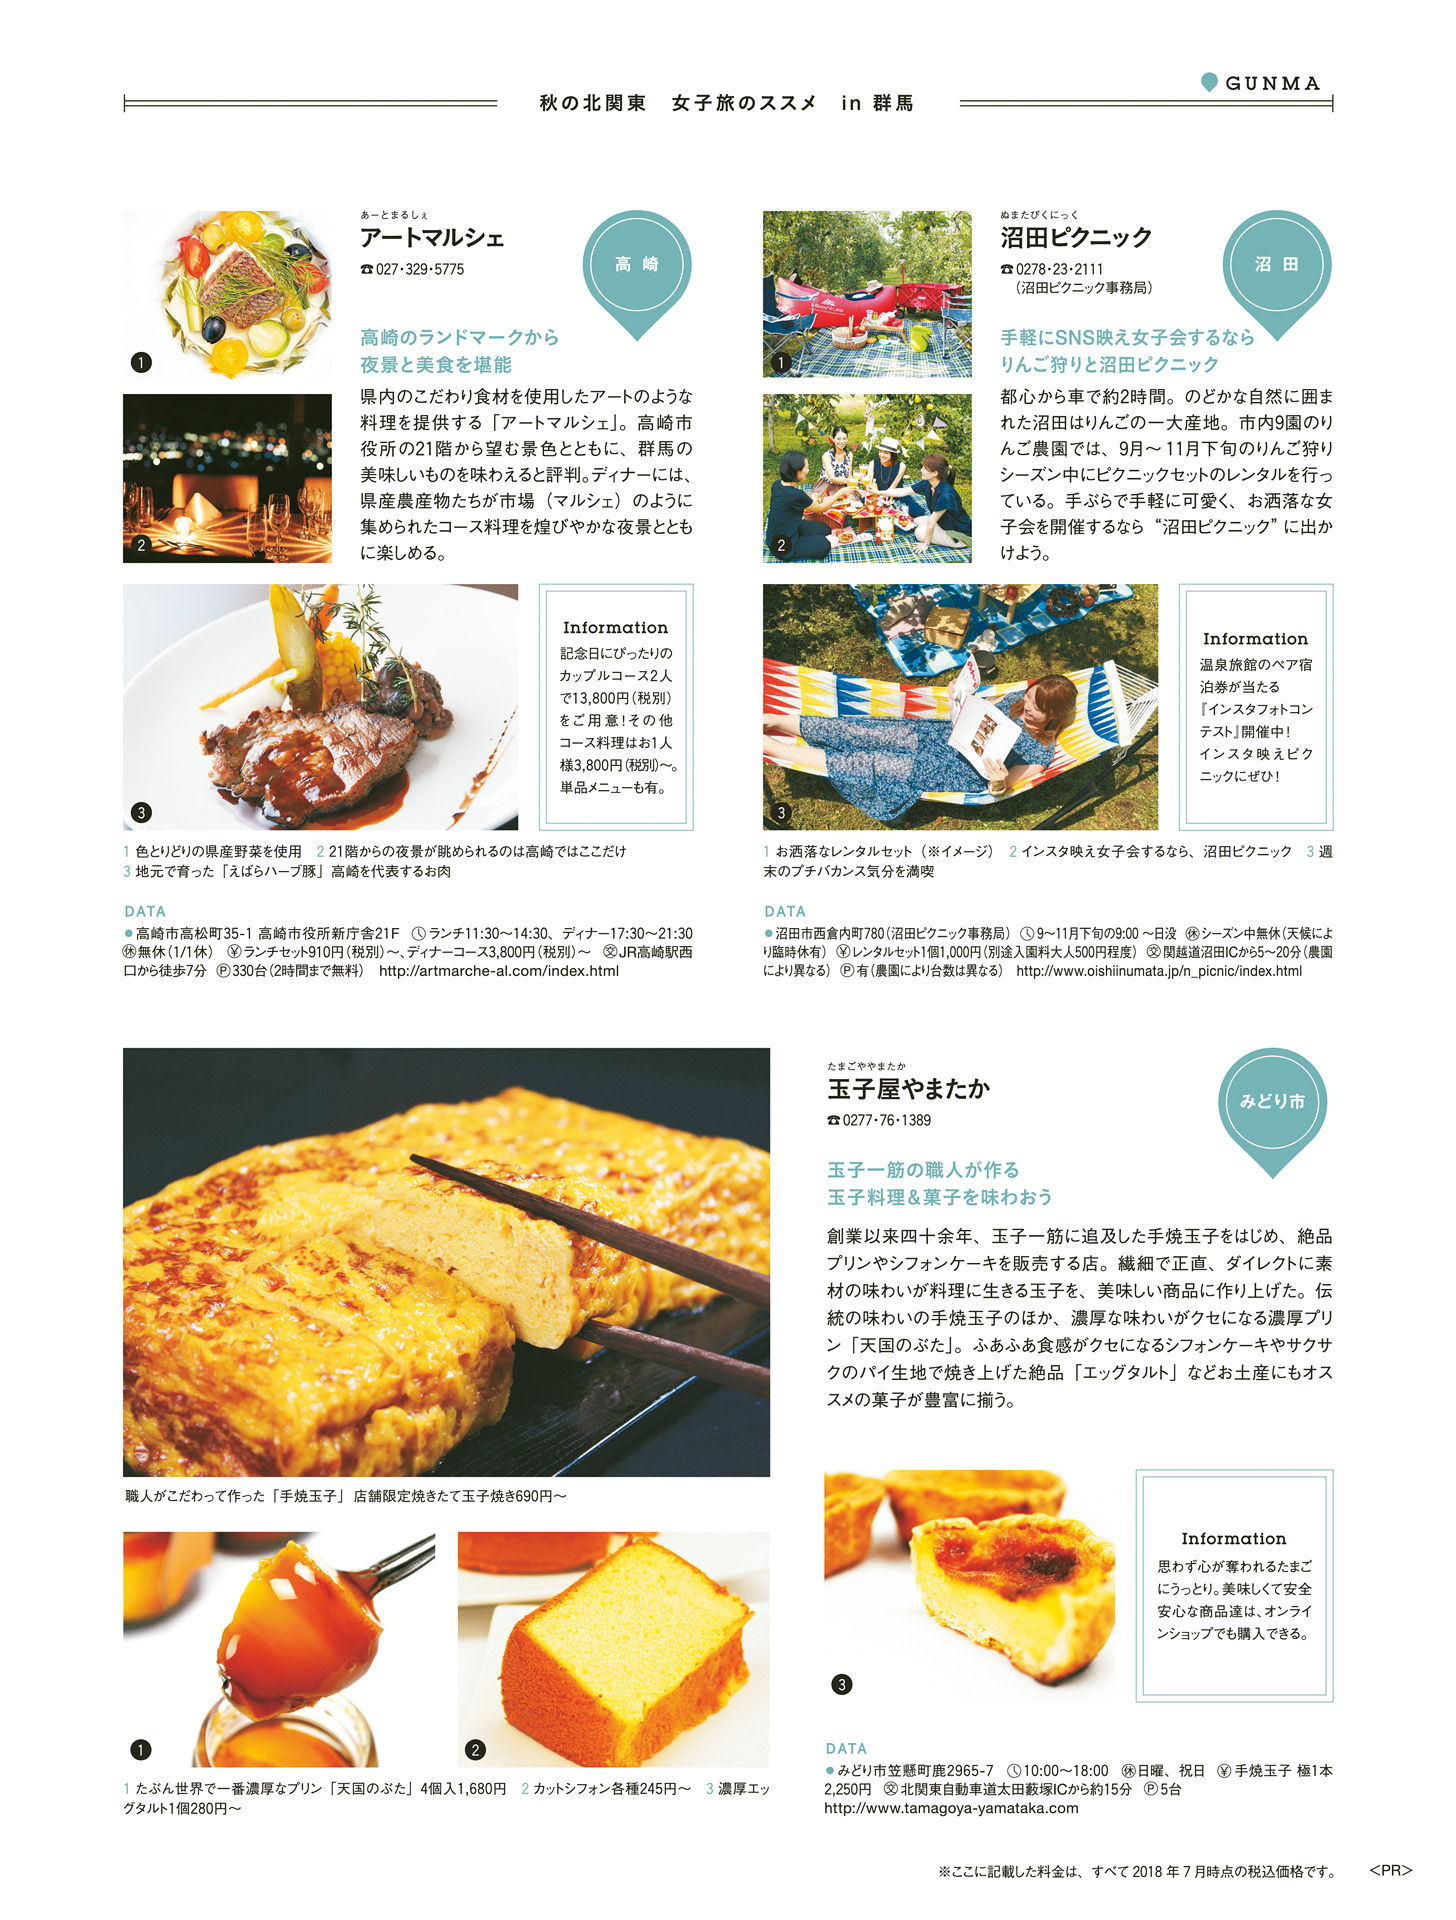 秋の北関東　女子旅のススメ　in 群馬
GUNMA
あーとまるしぇ
アートマルシェ
☎027・329・5775
高崎
高崎のランドマークから
夜景と美食を堪能
県内のこだわり食材を使用したアートのような
料理を提供する「アートマルシェ」。高崎市
役所の21階から望む景色とともに、群馬の
美味しいものを味わえると評判。ディナーには、
県産農産物たちが市場（マルシェ）のように
集められたコース料理を煌びやかな夜景ととも
に楽しめる。
1
2
3
Information
記念日にぴったりの
カップルコース2人
で13,800円（税別）
をご用意！その他
コース料理はお1人
様3,800円（税別）～。
単品メニューも有。
1 色とりどりの県産野菜を使用　2 21階からの夜景が眺められるのは高崎ではここだけ
3 地元で育った「えばらハーブ豚」高崎を代表するお肉
DATA
●高崎市高松町35-1 高崎市役所新庁舎21F　ランチ11:30～14:30、ディナー17:30～21:30
㊡無休（1/1休）　Ⓨランチセット910円（税別）～、ディナーコース3,800円（税別）～　交JR高崎駅西
口から徒歩7分　Ⓟ330台（2時間まで無料）　http://artmarche-al.com/index.html
ぬまたぴくにっく
沼田ピクニック
☎0278・23・2111
（沼田ピクニック事務局）
沼田
手軽にSNS映え女子会するなら
りんご狩りと沼田ピクニック
都心から車で約2時間。のどかな自然に囲ま
れた沼田はりんごの一大産地。市内9園のり
んご農園では、9月～11月下旬のりんご狩り
シーズン中にピクニックセットのレンタルを行っ
ている。手ぶらで手軽に可愛く、お洒落な女
子会を開催するなら“沼田ピクニック”に出か
けよう。
1
2
3
Information
温泉旅館のペア宿
泊券が当たる
『インスタフォトコン
テスト』開催中！
インスタ映えピク
ニックにぜひ！
1 お洒落なレンタルセット（※イメージ）　2 インスタ映え女子会するなら、沼田ピクニック　3 週
末のプチバカンス気分を満喫
DATA
●沼田市西倉内町780（沼田ピクニック事務局）　9～11月下旬の9:00～日没　㊡シーズン中無休（天候によ
り臨時休有）　Ⓨレンタルセット1個1,000円（別途入園料大人500円程度）　交関越道沼田ICから5～20分（農園
により異なる）　Ⓟ有（農園により台数は異なる）　http://www.oishiinumata.jp/n_picnic/index.html
たまごややまたか
玉子屋やまたか
☎0277・76・1389
みどり市
玉子一筋の職人が作る
玉子料理＆菓子を味わおう
創業以来四十余年、玉子一筋に追及した手焼玉子をはじめ、絶品
プリンやシフォンケーキを販売する店。繊細で正直、ダイレクトに素
材の味わいが料理に生きる玉子を、美味しい商品に作り上げた。伝
統の味わいの手焼玉子のほか、濃厚な味わいがクセになる濃厚プリ
ン「天国のぶた」。ふあふあ食感がクセになるシフォンケーキやサクサ
クのパイ生地で焼き上げた絶品「エッグタルト」などお土産にもオス
スメの菓子が豊富に揃う。
職人がこだわって作った「手焼玉子」店舗限定焼きたて玉子焼き690円～
1
2
3
Information
思わず心が奪われるたまご
にうっとり。美味しくて安全
安心な商品達は、オンライ
ンショップでも購入できる。
1 たぶん世界で一番濃厚なプリン「天国のぶた」4個入1,680円　2 カットシフォン各種245円～　3 濃厚エッ
グタルト1個280円～
DATA
●みどり市笠懸町鹿2965-7　10:00～18:00　㊡日曜、祝日　Ⓨ手焼玉子 極1本
2,250円　交北関東自動車道太田藪塚ICから約15分　Ⓟ5台
http://www.tamagoya-yamataka.com
※ここに記載した料金は、すべて2018年7月時点の税込価格です。　＜PR＞